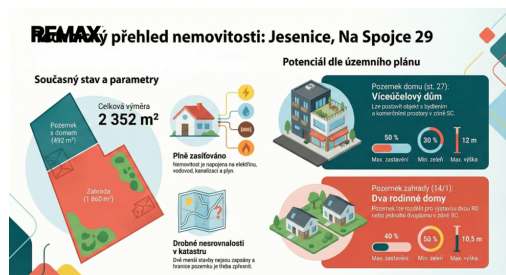 RE/MAX
přehled nemovitosti: Jesenice, Na Spojce 29
Současný stav a parametry
Celková výměra
2 352 m²
Pozemek
s domem
(492 m²)
Zahrada
(1 860 m²)
Plně zasíťováno
Nemovitost je napojena na elektřinu,
vodovod, kanalizaci a plyn.
Drobné nesrovnalosti
v katastru
Dvě menší stavby nejsou zapsány a
hranice pozemku je třeba zpřesnit.
Potenciál dle územního plánu
Pozemek domu (st. 27):
Víceúčelový dům
Lze postavit objekt s bydlením
a komerčními prostory v zóně SC.
50 %
Max. zastavění
30 %
Min. zeleň
12 m
Max. výška
Pozemek zahrady (14/1):
Dva rodinné domy
Pozemek lze rozdělit pro výstavbu dvou RD
nebo jednoho dvojdomu v zóně
40 %
Max. zastavění
50 %
Min. zeleň
10,5 m
Max. výška